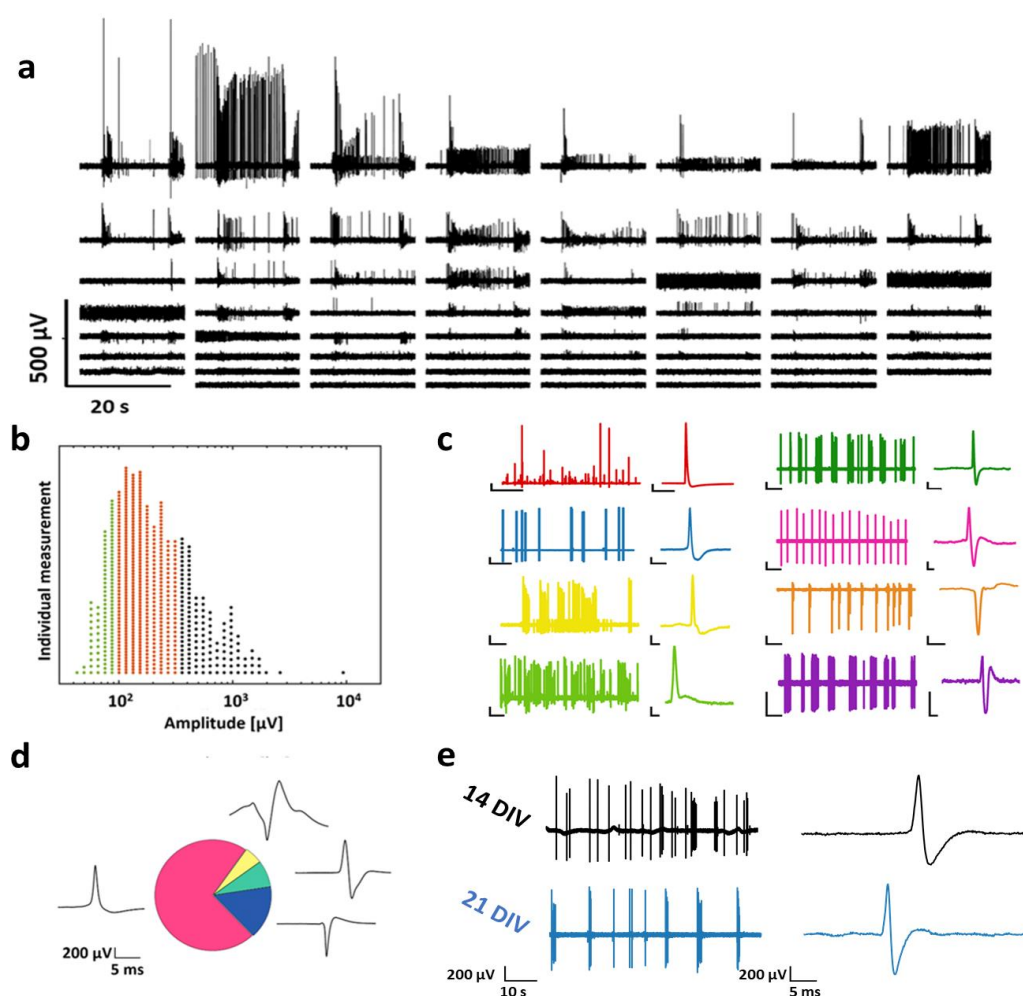 a
500 µV
20 s
b
Individual measurement
10² 10³ 10⁴
Amplitude [µV]
c
d
200 µV
5 ms
e
14 DIV
21 DIV
200 µV
10 s
200 µV
5 ms